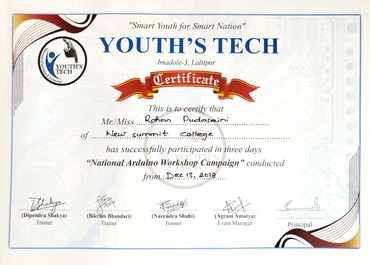 "Smart Youth for Smart Nation"
YOUTH'S TECH
Imadole-3, Lalitpur
YOUTH'S
TECH
Certificate
This is to certify that
Mr/Miss Rohan Pudasaini
of New summit college
has successfully participated in three days
"National Arduino Workshop Campaign" conducted
from Dec 13, 2018
(Dipendra Shakya) (Bikrim Bhandari) (Narendra Shahi) (Agrani Amatya) Principal
Trainer Trainer Trainer Event Manager